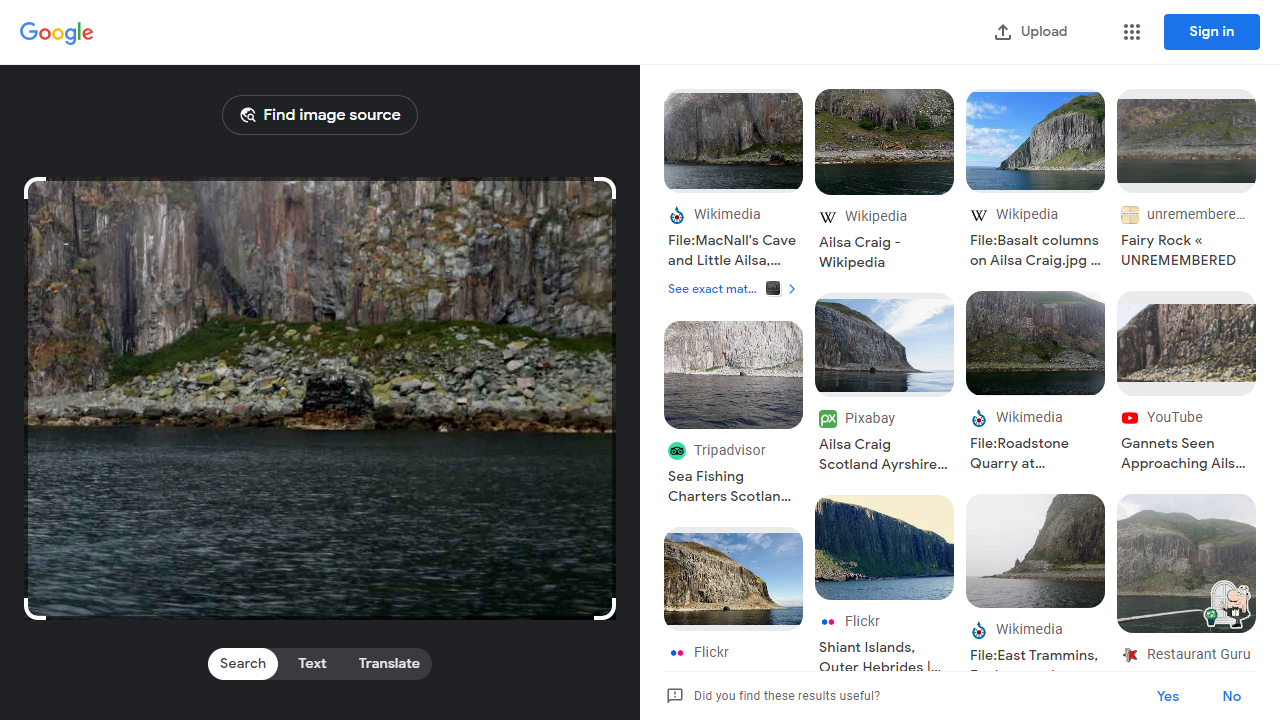 Google
Upload
Sign in
Find image source
Search
Text
Translate
Wikimedia
File:MacNall's Cave
and Little Ailsa,...
See exact mat...
Tripadvisor
Sea Fishing
Charters Scotlan...
Flickr
Wikipedia
Ailsa Craig -
Wikipedia
Pixabay
Ailsa Craig
Scotland Ayrshire...
Flickr
Shiant Islands,
Outer Hebrides |...
Wikipedia
File:Basalt columns
on Ailsa Craig.jpg ...
Wikimedia
File:Roadstone
Quarry at...
Wikimedia
File:East Trammins,
unremembere...
Fairy Rock «
UNREMEMBERED
YouTube
Gannets Seen
Approaching Ails...
Restaurant Guru
Did you find these results useful?
Yes
No